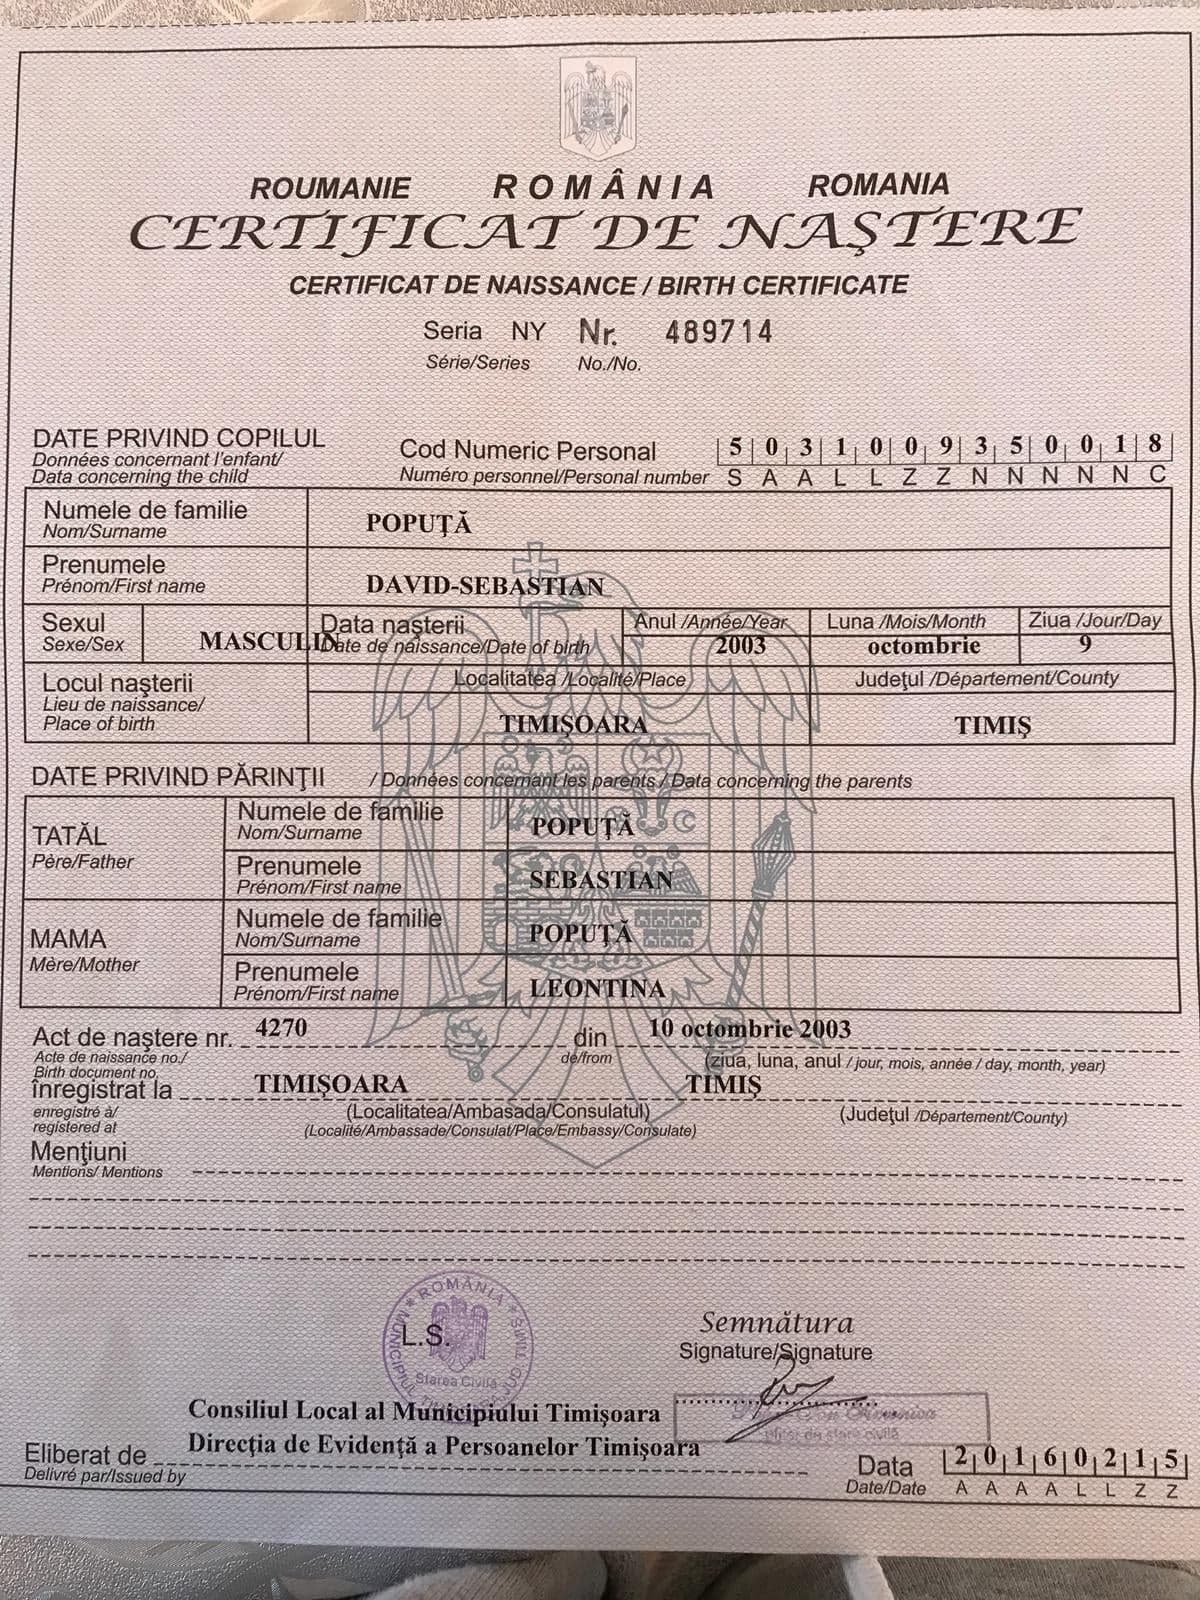 ROUMANIE ROMÂNIA ROMANIA
CERTIFICAT DE NAŞTERE
CERTIFICAT DE NAISSANCE / BIRTH CERTIFICATE
Seria NY Nr. 489714
Série/Series No./No.
DATE PRIVIND COPILUL
Données concernant l'enfant/
Data concerning the child
Cod Numeric Personal 5 0 3 1 0 0 9 3 5 0 0 1 8
Numéro personnel/Personal number S A A L L Z Z N N N N N C
Numele de familie
Nom/Surname
POPUŢĂ
Prenumele
Prénom/First name
DAVID-SEBASTIAN
Sexul
Sexe/Sex
MASCULIN
Data naşterii
Date de naissance/Date of birth
Anul /Année/Year
2003
Luna /Mois/Month
octombrie
Ziua /Jour/Day
9
Locul naşterii
Lieu de naissance/
Place of birth
Localitatea /Localité/Place
TIMIŞOARA
Judeţul /Département/County
TIMIŞ
DATE PRIVIND PĂRINŢII / Données concernant les parents / Data concerning the parents
TATĂL
Père/Father
Numele de familie
Nom/Surname
POPUŢĂ
Prenumele
Prénom/First name
SEBASTIAN
MAMA
Mère/Mother
Numele de familie
Nom/Surname
POPUŢĂ
Prenumele
Prénom/First name
LEONTINA
Act de naştere nr. 4270 din 10 octombrie 2003
Acte de naissance no./ de/from (ziua, luna, anul / jour, mois, année / day, month, year)
Birth document no.
înregistrat la TIMIŞOARA TIMIŞ
enregistré à/ (Localitatea/Ambasada/Consulatul) (Judeţul /Département/County)
registered at (Localité/Ambassade/Consulat/Place/Embassy/Consulate)
Menţiuni
Mentions/ Mentions
ROMÂNIA
JUD. TIMIŞ
MUNICIPIUL
L.S.
Starea Civilă
Semnătura
Signature/Signature
ofiţer de stare civilă
Consiliul Local al Municipiului Timişoara
Direcţia de Evidenţă a Persoanelor Timişoara
Eliberat de
Delivré par/Issued by
Data 2 0 1 6 0 2 1 5
Date/Date A A A A L L Z Z